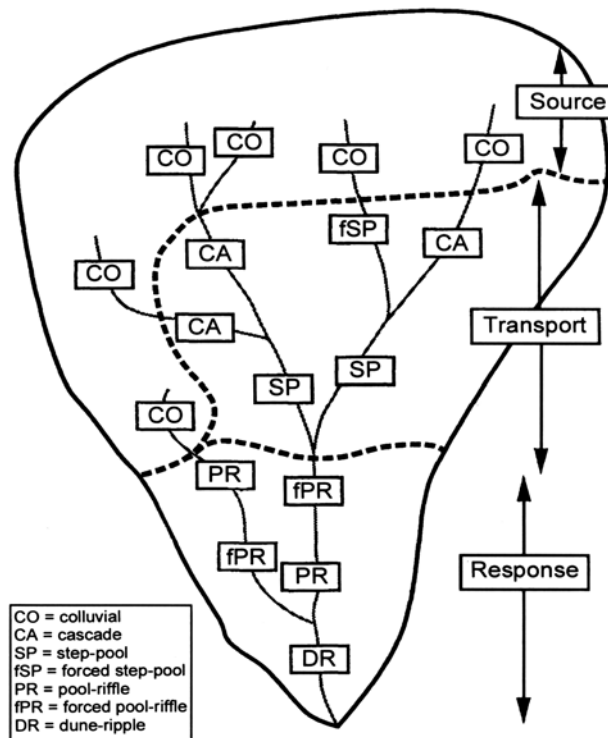 Source
CO
CO
CO
CO
fSP
CA
CA
CO
CA
Transport
SP
SP
CO
PR
fPR
fPR
PR
Response
DR
CO = colluvial
CA = cascade
SP = step-pool
fSP = forced step-pool
PR = pool-riffle
fPR = forced pool-riffle
DR = dune-ripple